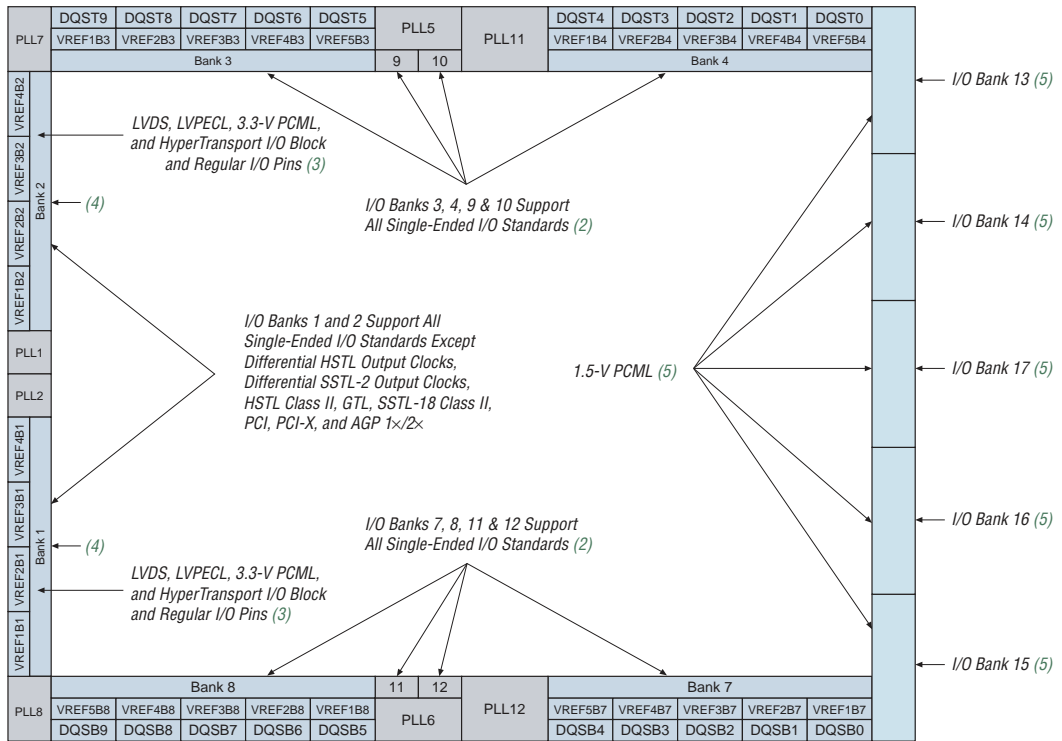 PLL7
DQST9 DQST8 DQST7 DQST6 DQST5
VREF1B3 VREF2B3 VREF3B3 VREF4B3 VREF5B3
Bank 3
PLL5
9 10
PLL11
DQST4 DQST3 DQST2 DQST1 DQST0
VREF1B4 VREF2B4 VREF3B4 VREF4B4 VREF5B4
Bank 4
VREF4B2
VREF3B2
VREF2B2
VREF1B2
Bank 2
LVDS, LVPECL, 3.3-V PCML,
and HyperTransport I/O Block
and Regular I/O Pins (3)
(4)
I/O Banks 3, 4, 9 & 10 Support
All Single-Ended I/O Standards (2)
I/O Bank 13 (5)
I/O Bank 14 (5)
PLL1
PLL2
I/O Banks 1 and 2 Support All
Single-Ended I/O Standards Except
Differential HSTL Output Clocks,
Differential SSTL-2 Output Clocks,
HSTL Class II, GTL, SSTL-18 Class II,
PCI, PCI-X, and AGP 1×/2×
1.5-V PCML (5)
I/O Bank 17 (5)
VREF4B1
VREF3B1
VREF2B1
VREF1B1
Bank 1
(4)
I/O Banks 7, 8, 11 & 12 Support
All Single-Ended I/O Standards (2)
LVDS, LVPECL, 3.3-V PCML,
and HyperTransport I/O Block
and Regular I/O Pins (3)
I/O Bank 16 (5)
I/O Bank 15 (5)
PLL8
Bank 8
VREF5B8 VREF4B8 VREF3B8 VREF2B8 VREF1B8
DQSB9 DQSB8 DQSB7 DQSB6 DQSB5
11 12
PLL6
PLL12
Bank 7
VREF5B7 VREF4B7 VREF3B7 VREF2B7 VREF1B7
DQSB4 DQSB3 DQSB2 DQSB1 DQSB0